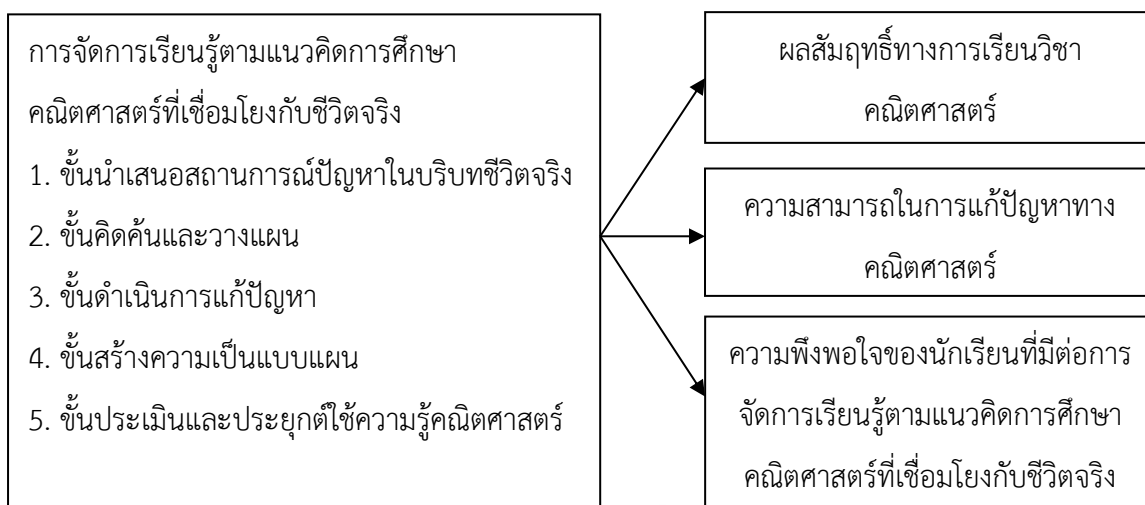 การจัดการเรียนรู้ตามแนวคิดการศึกษา
คณิตศาสตร์ที่เชื่อมโยงกับชีวิตจริง
1. ขั้นนำเสนอสถานการณ์ปัญหาในบริบทชีวิตจริง
2. ขั้นคิดค้นและวางแผน
3. ขั้นดำเนินการแก้ปัญหา
4. ขั้นสร้างความเป็นแบบแผน
5. ขั้นประเมินและประยุกต์ใช้ความรู้คณิตศาสตร์
ผลสัมฤทธิ์ทางการเรียนวิชา
คณิตศาสตร์
ความสามารถในการแก้ปัญหาทาง
คณิตศาสตร์
ความพึงพอใจของนักเรียนที่มีต่อการ
จัดการเรียนรู้ตามแนวคิดการศึกษา
คณิตศาสตร์ที่เชื่อมโยงกับชีวิตจริง